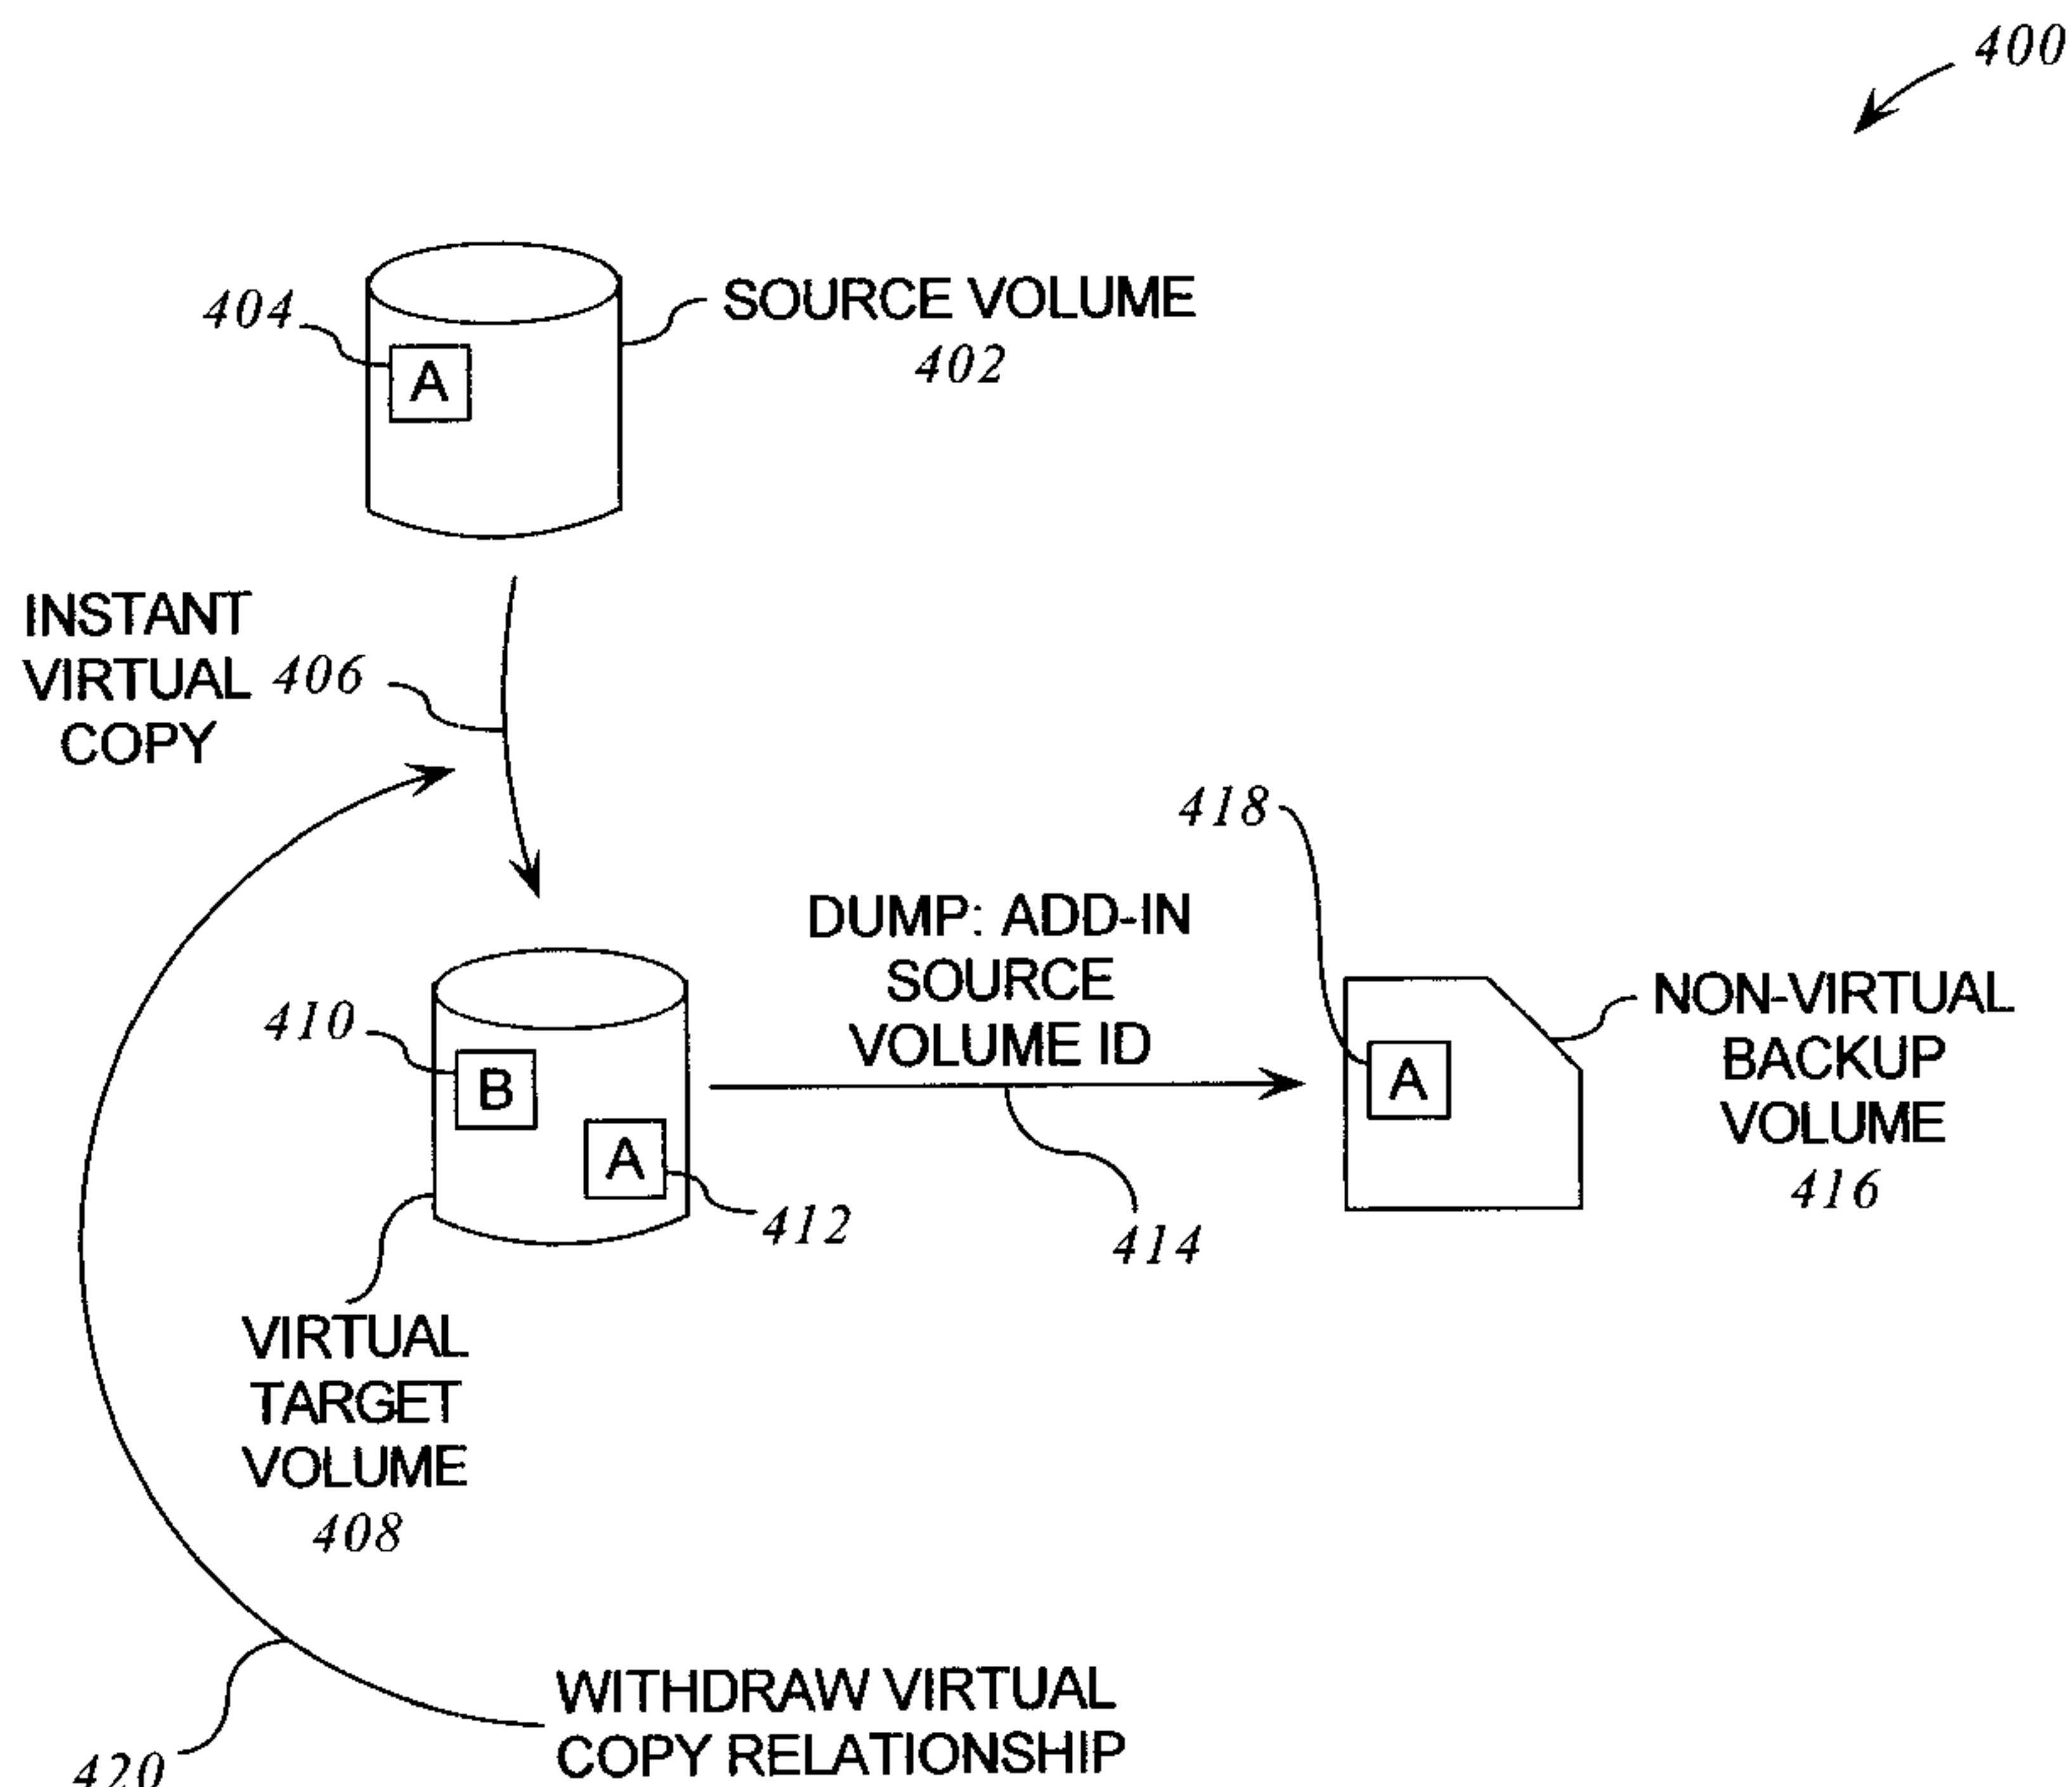 400
404
SOURCE VOLUME
402
A
INSTANT
VIRTUAL 406
COPY
418
DUMP: ADD-IN
SOURCE
VOLUME ID
410
B
A
412
414
A
NON-VIRTUAL
BACKUP
VOLUME
416
VIRTUAL
TARGET
VOLUME
408
WITHDRAW VIRTUAL
COPY RELATIONSHIP
420